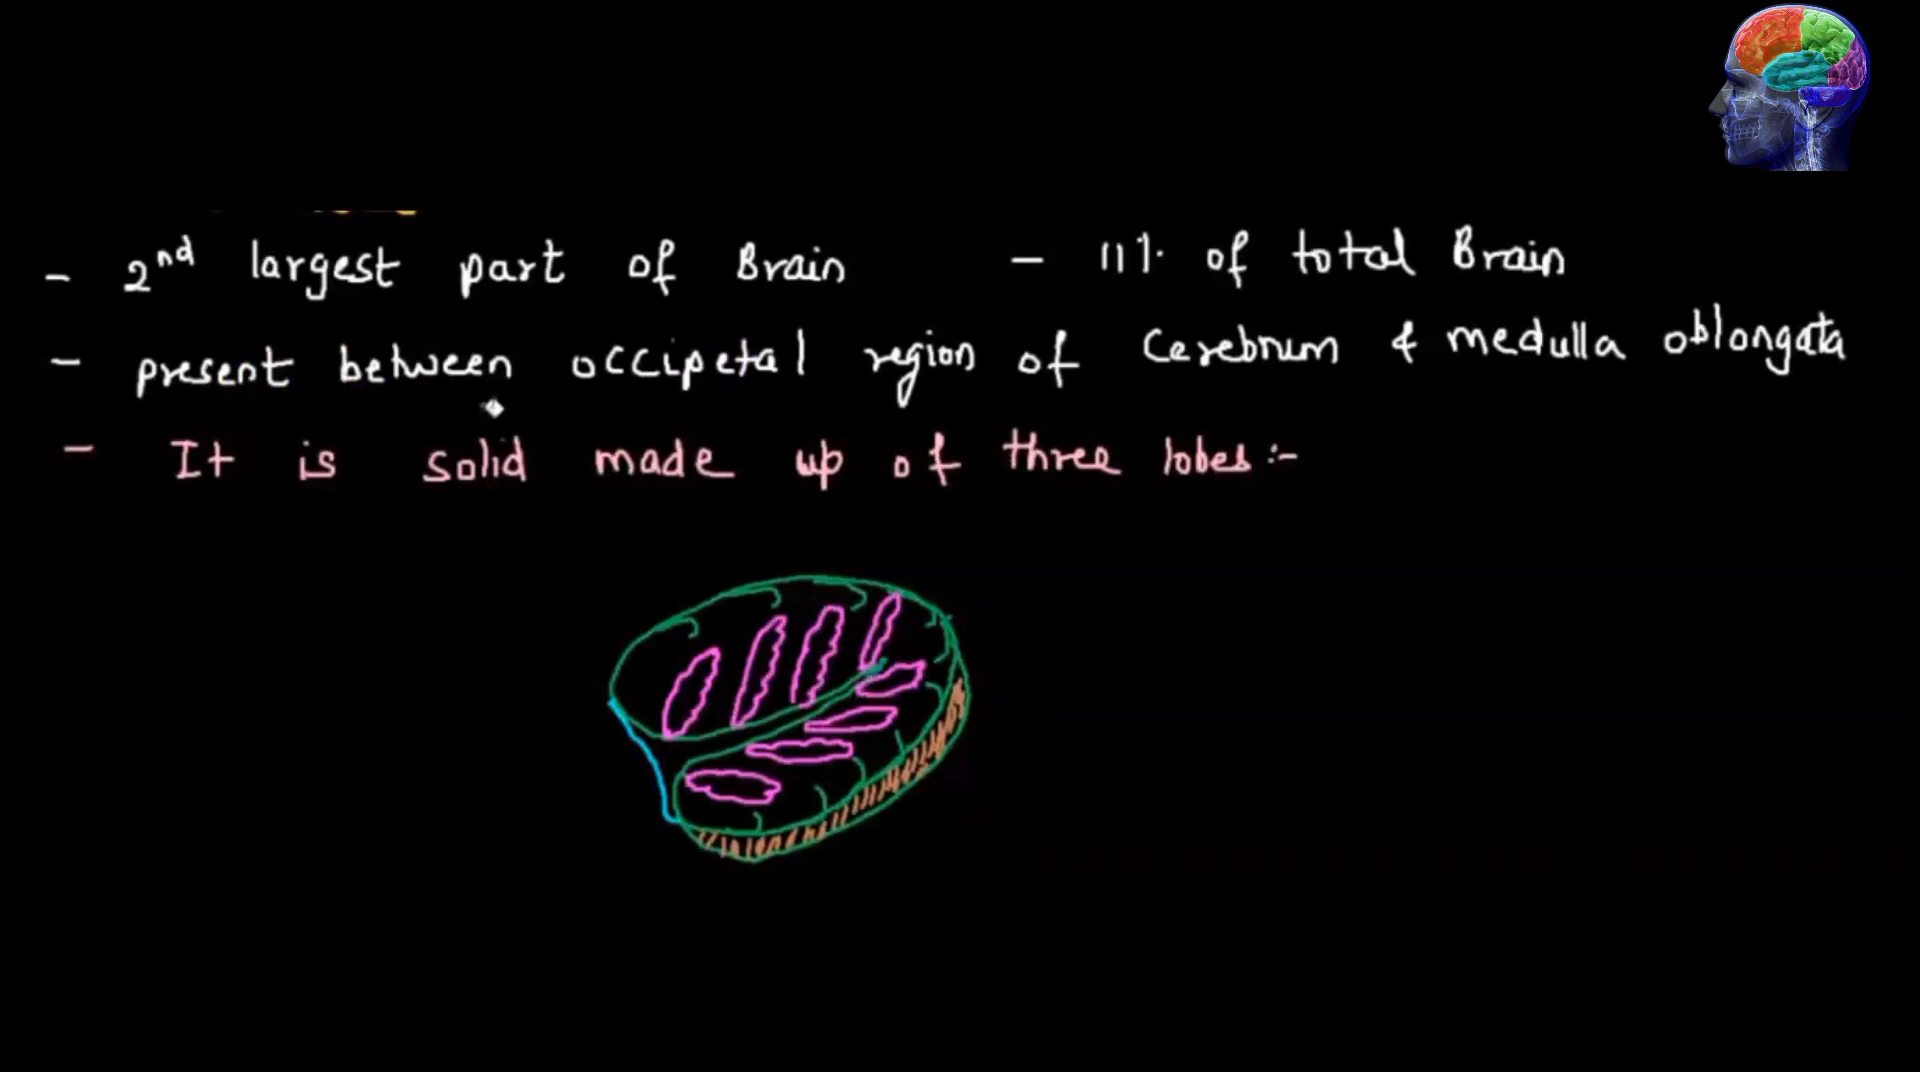 - 2nd largest part of Brain - 11% of total Brain
- present between occipetal region of Cerebrum & medulla oblongata
- It is solid made up of three lobes :-